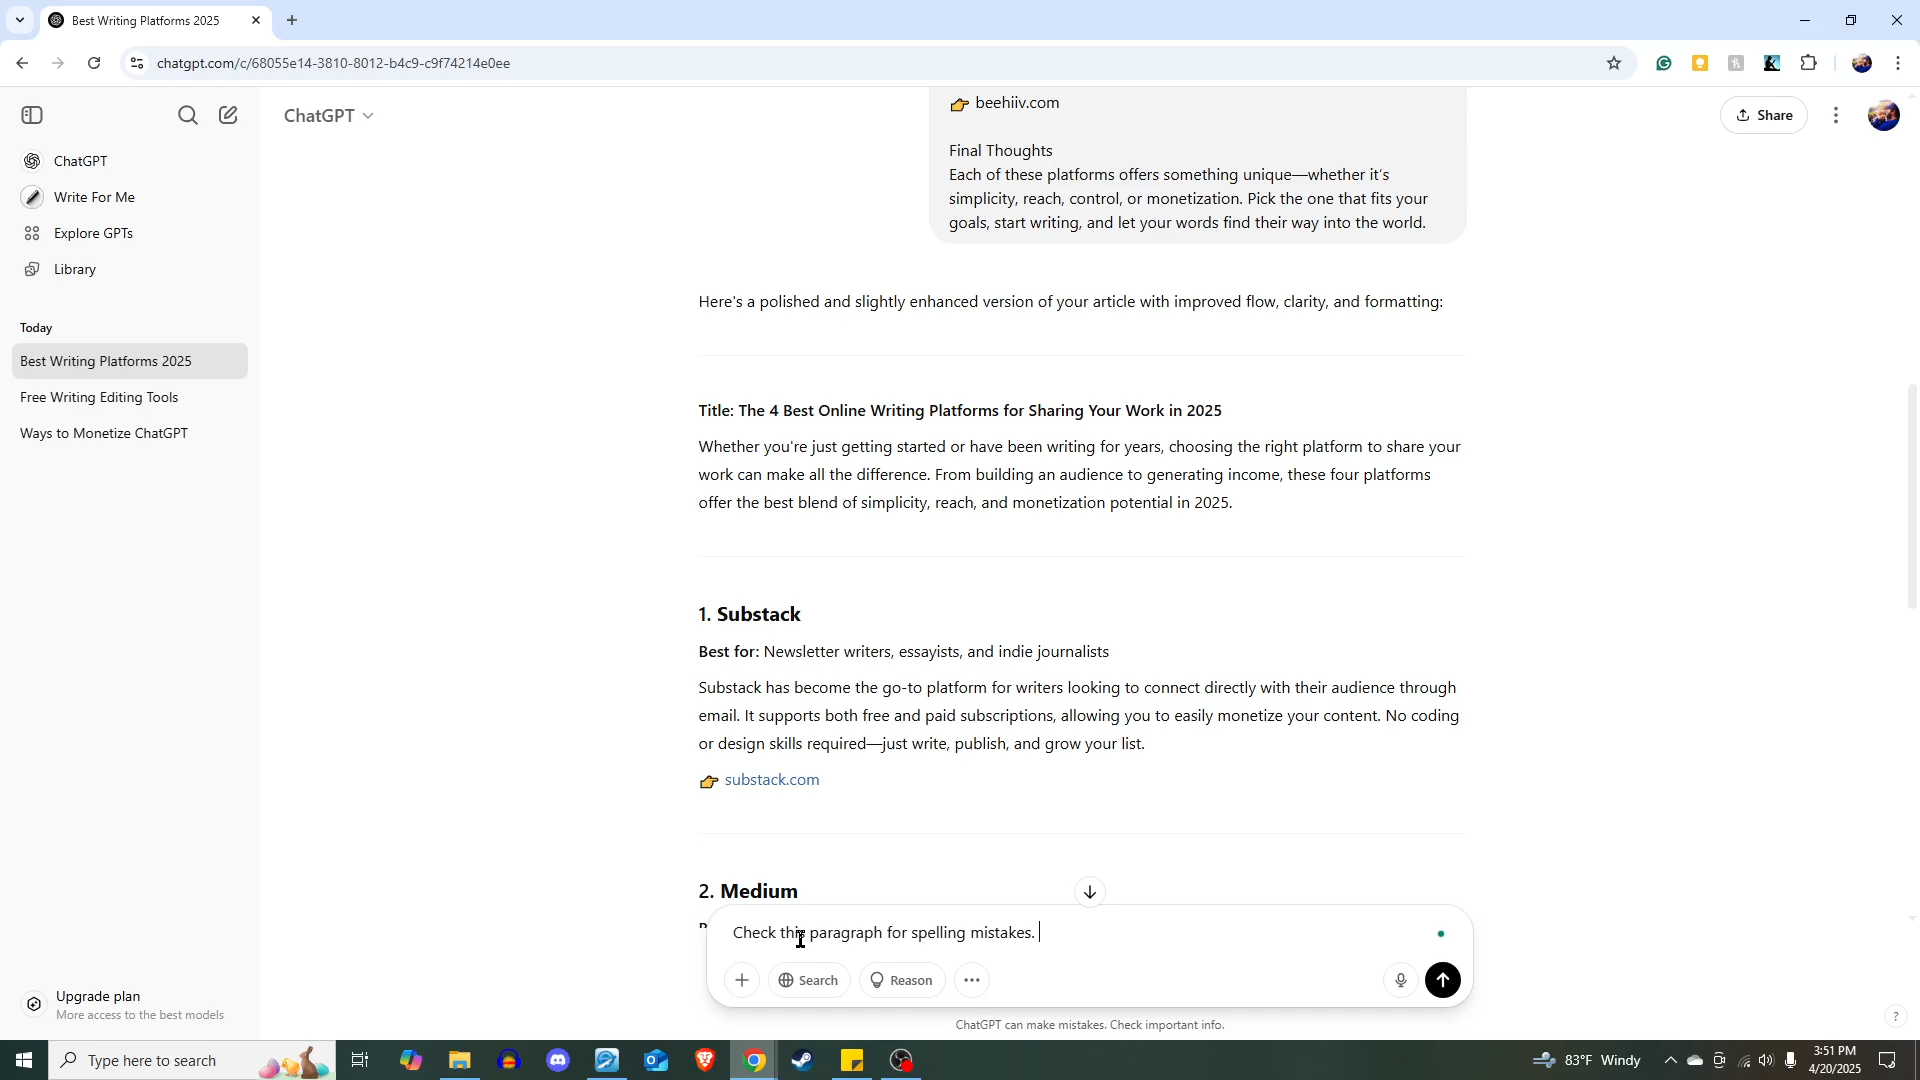 Best Writing Platforms 2025
chatgpt.com/c/68055e14-3810-8012-b4c9-c9f74214e0ee
ChatGPT
Share
ChatGPT
Write For Me
Explore GPTs
Library
Today
Best Writing Platforms 2025
Free Writing Editing Tools
Ways to Monetize ChatGPT
👉 beehiiv.com
Final Thoughts
Each of these platforms offers something unique—whether it's
simplicity, reach, control, or monetization. Pick the one that fits your
goals, start writing, and let your words find their way into the world.
Here's a polished and slightly enhanced version of your article with improved flow, clarity, and formatting:
Title: The 4 Best Online Writing Platforms for Sharing Your Work in 2025
Whether you're just getting started or have been writing for years, choosing the right platform to share your
work can make all the difference. From building an audience to generating income, these four platforms
offer the best blend of simplicity, reach, and monetization potential in 2025.
1. Substack
Best for: Newsletter writers, essayists, and indie journalists
Substack has become the go-to platform for writers looking to connect directly with their audience through
email. It supports both free and paid subscriptions, allowing you to easily monetize your content. No coding
or design skills required—just write, publish, and grow your list.
👉 substack.com
2. Medium
Check this paragraph for spelling mistakes.
Search
Reason
ChatGPT can make mistakes. Check important info.
?
Upgrade plan
More access to the best models
Type here to search
83°F Windy
3:51 PM
4/20/2025